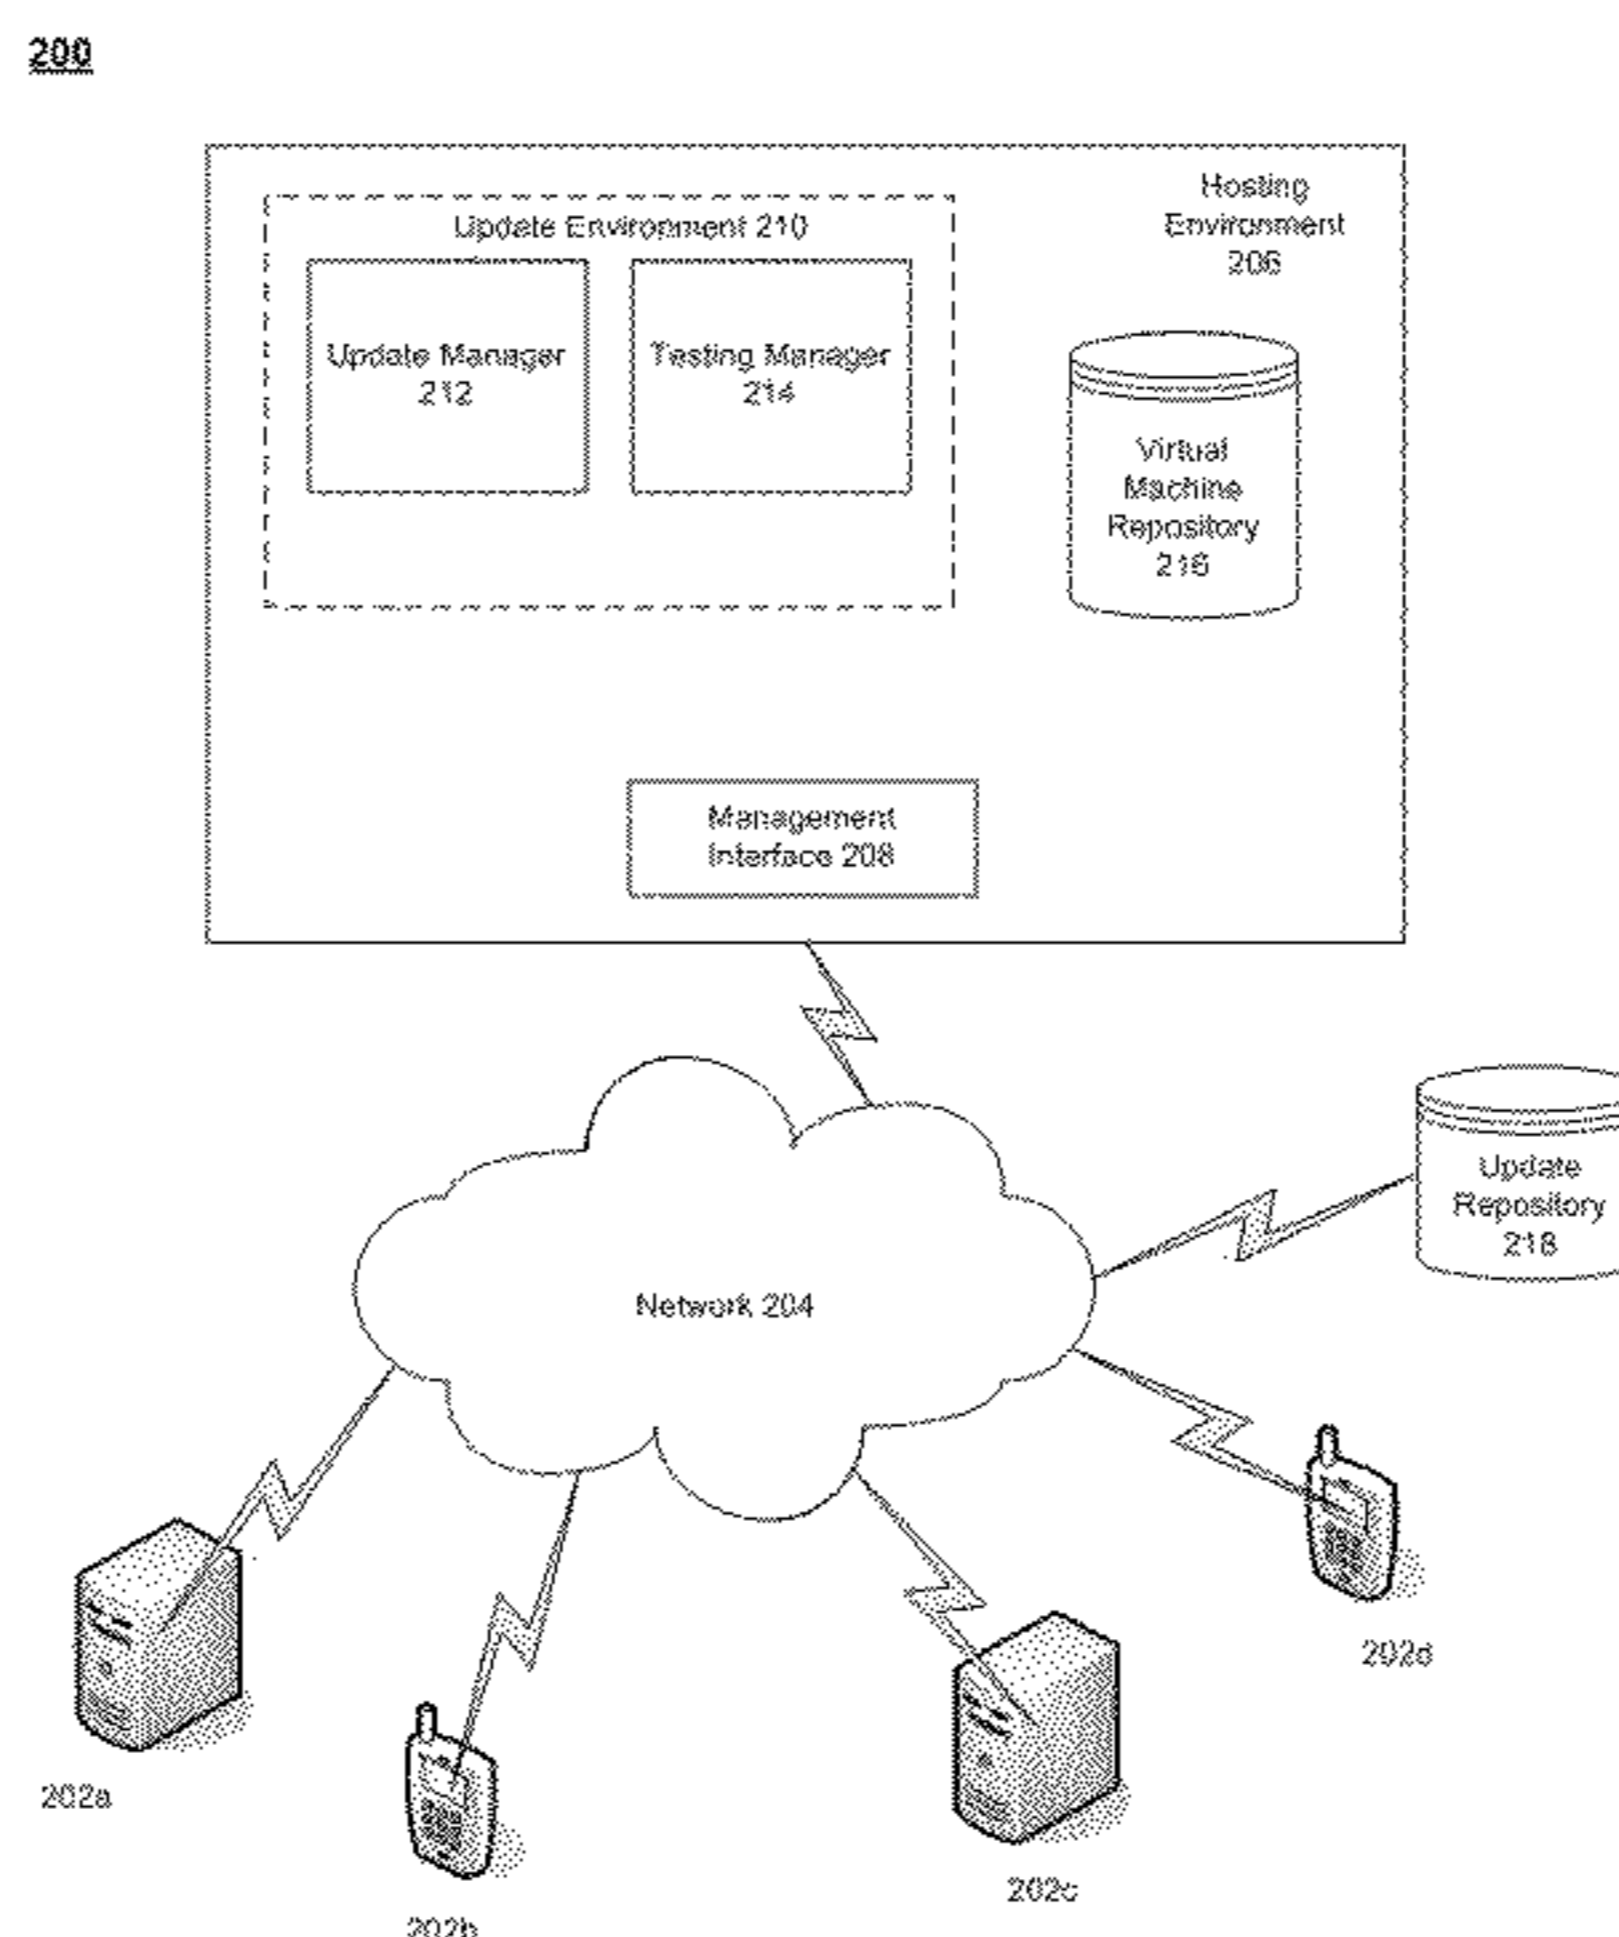 200
Hosting
Environment
206
Update Environment 210
Update Manager
212
Testing Manager
214
Virtual
Machine
Repository
216
Management
Interface 208
Update
Repository
218
Network 204
202d
202a
202c
202b